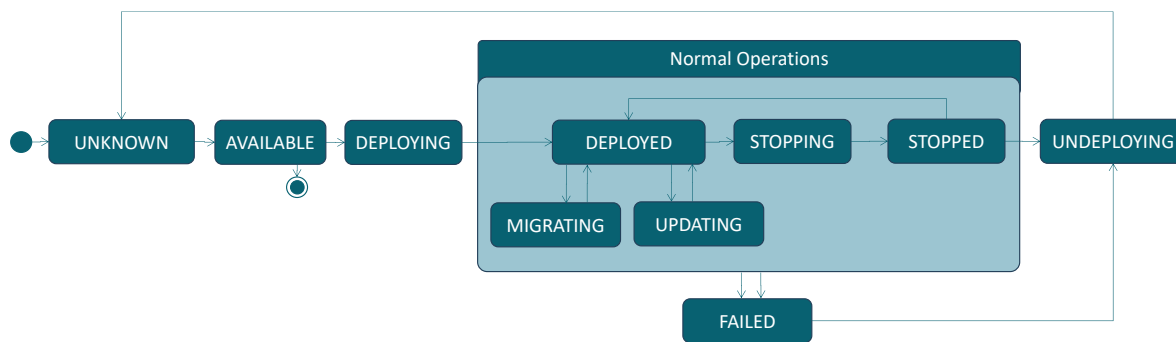 Normal Operations
UNKNOWN
AVAILABLE
DEPLOYING
DEPLOYED
STOPPING
STOPPED
UNDEPLOYING
MIGRATING
UPDATING
FAILED